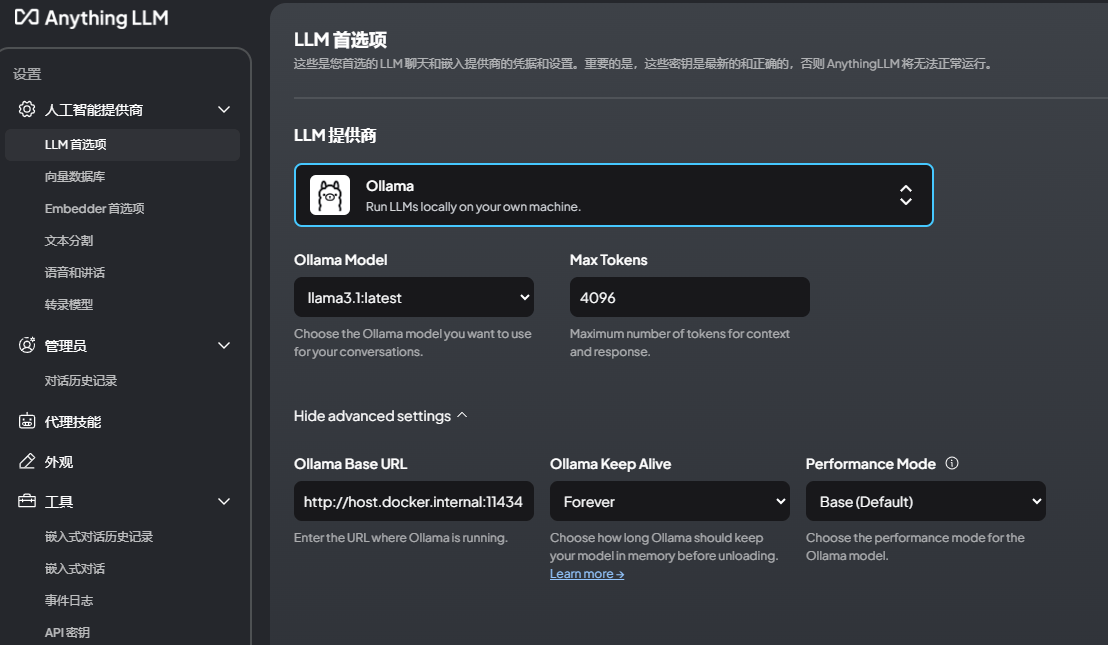 Anything LLM
设置
人工智能提供商
LLM 首选项
向量数据库
Embedder 首选项
文本分割
语音和讲话
转录模型
管理员
对话历史记录
代理技能
外观
工具
嵌入式对话历史记录
嵌入式对话
事件日志
API 密钥
LLM 首选项
这些是您首选的 LLM 聊天和嵌入提供商的凭据和设置。重要的是，这些密钥是最新的和正确的，否则 AnythingLLM 将无法正常运行。
LLM 提供商
Ollama
Run LLMs locally on your own machine.
Ollama Model
llama3.1:latest
Choose the Ollama model you want to use
for your conversations.
Max Tokens
4096
Maximum number of tokens for context
and response.
Hide advanced settings
Ollama Base URL
http://host.docker.internal:11434
Enter the URL where Ollama is running.
Ollama Keep Alive
Forever
Choose how long Ollama should keep
your model in memory before unloading.
Learn more →
Performance Mode
Base (Default)
Choose the performance mode for the
Ollama model.